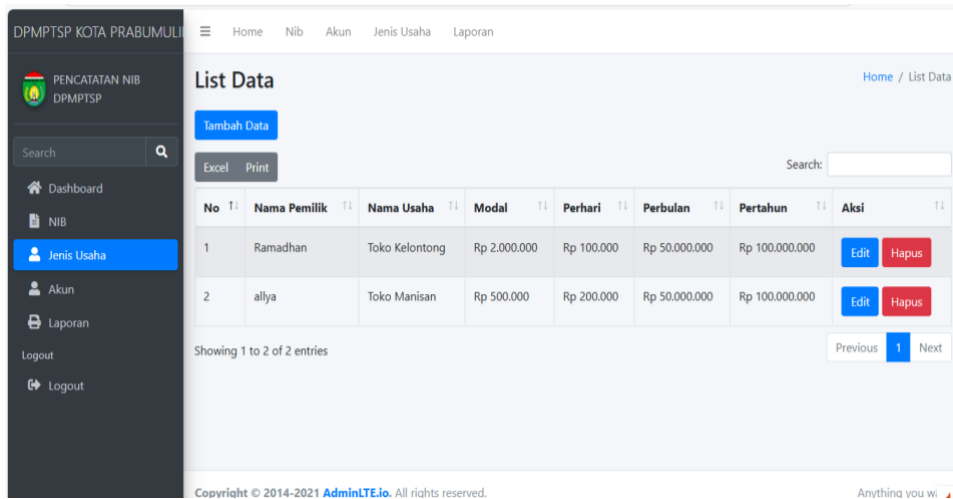 DPMPTSP KOTA PRABUMULI
Home Nib Akun Jenis Usaha Laporan
PENCATATAN NIB
DPMPTSP
Search
Dashboard
NIB
Jenis Usaha
Akun
Laporan
Logout
Logout
List Data
Home / List Data
Tambah Data
Excel Print
Search:
No Nama Pemilik Nama Usaha Modal Perhari Perbulan Pertahun Aksi
1 Ramadhan Toko Kelontong Rp 2.000.000 Rp 100.000 Rp 50.000.000 Rp 100.000.000 Edit Hapus
2 allya Toko Manisan Rp 500.000 Rp 200.000 Rp 50.000.000 Rp 100.000.000 Edit Hapus
Showing 1 to 2 of 2 entries
Previous 1 Next
Copyright © 2014-2021 AdminLTE.io. All rights reserved.
Anything you